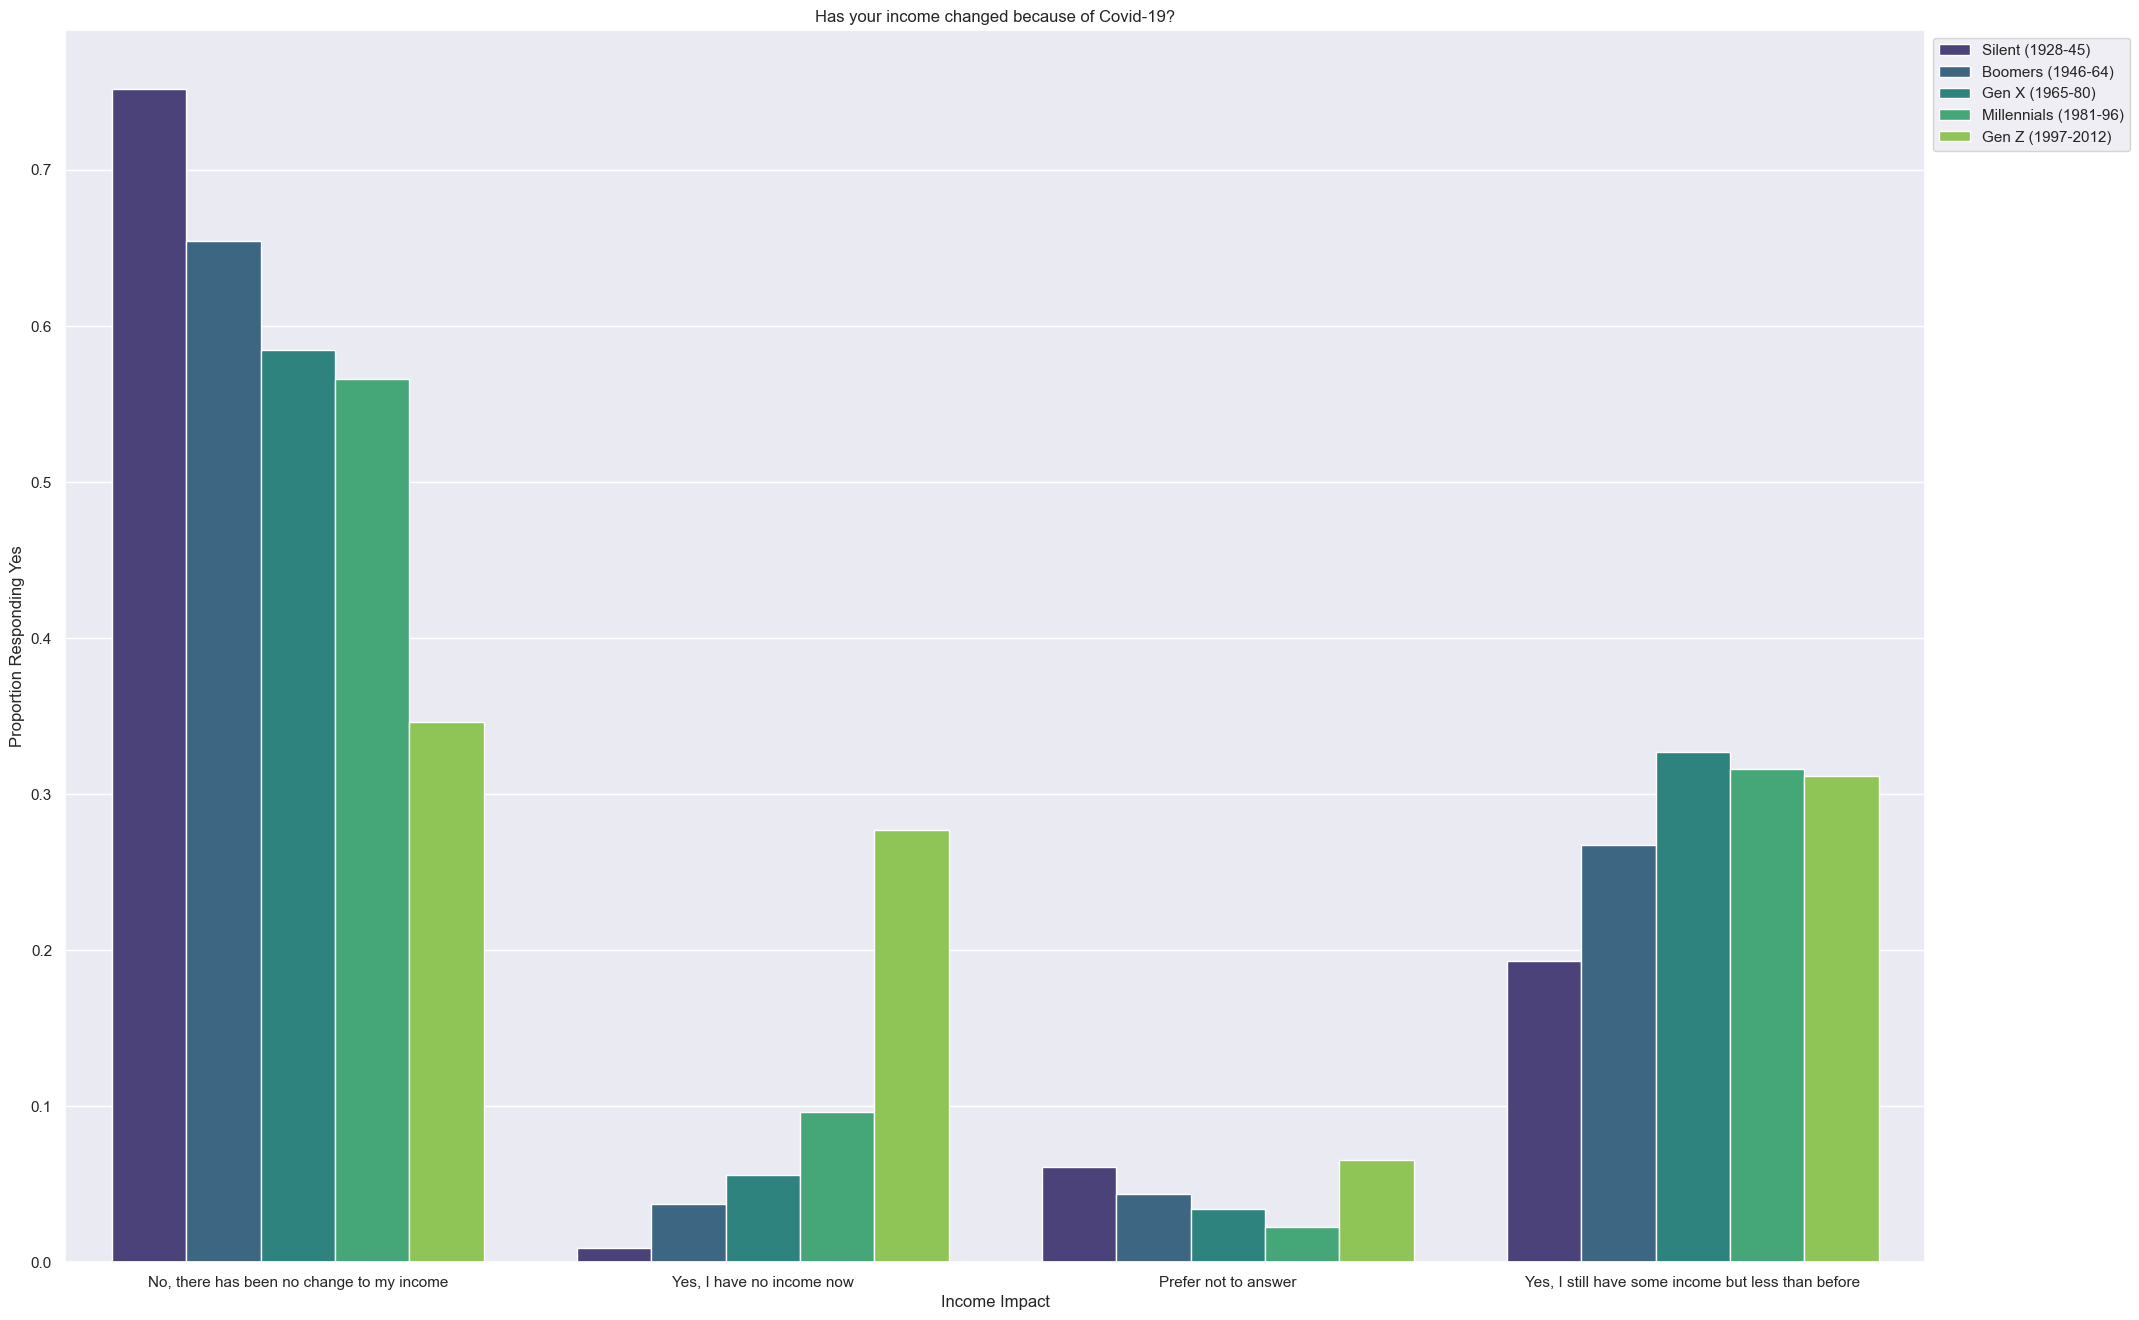 Has your income changed because of Covid-19?
Silent (1928-45)
Boomers (1946-64)
Gen X (1965-80)
Millennials (1981-96)
Gen Z (1997-2012)
Proportion Responding Yes
0.7
0.6
0.5
0.4
0.3
0.2
0.1
0.0
No, there has been no change to my income
Yes, I have no income now
Prefer not to answer
Yes, I still have some income but less than before
Income Impact